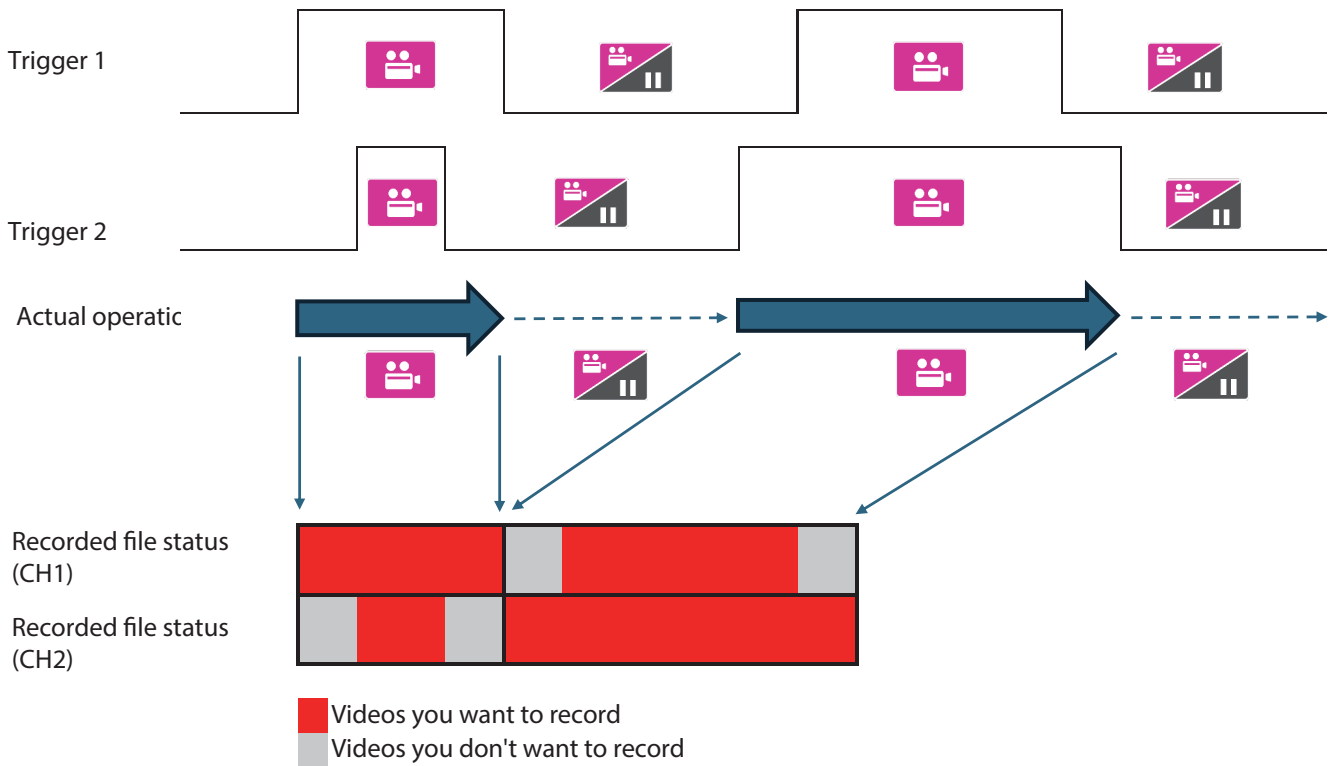 Trigger 1
Trigger 2
Actual operatic
Recorded file status
(CH1)
Recorded file status
(CH2)
Videos you want to record
Videos you don't want to record